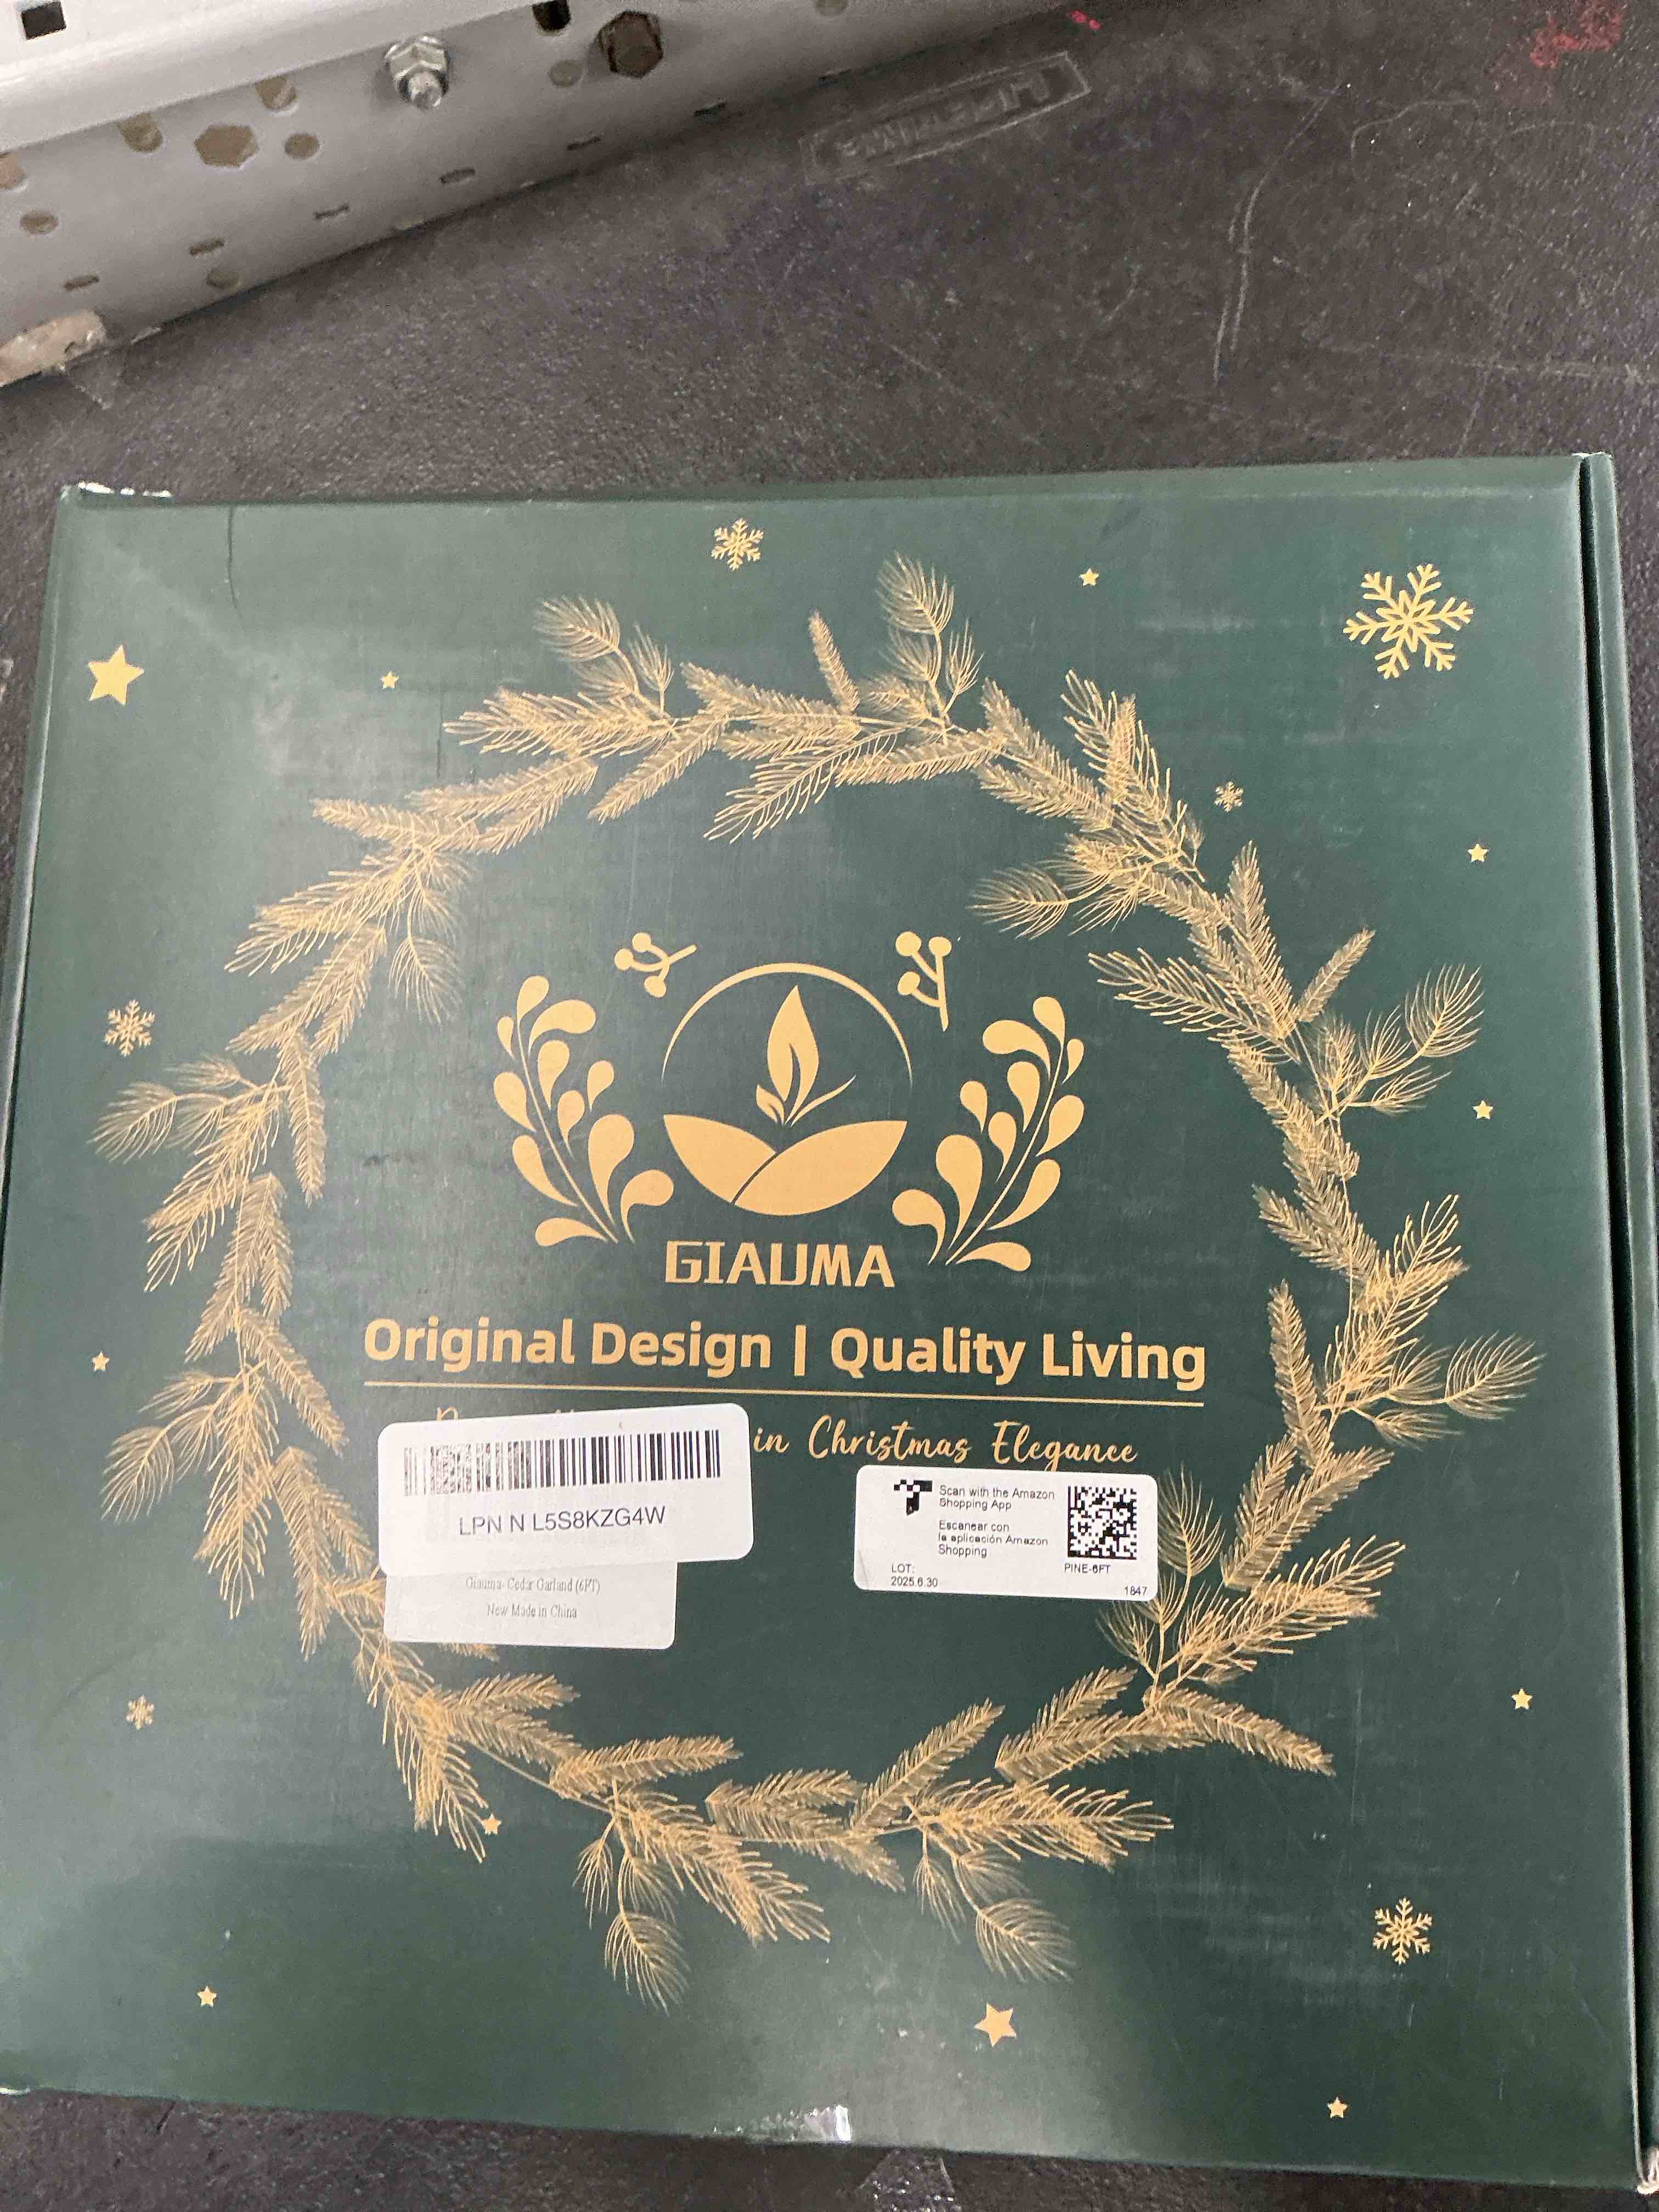 GIAUMA
Original Design | Quality Living
in Christmas Elegance
LPN N L5S8KZG4W
Giauma- Cedar Garland (6FT)
New Made in China
Scan with the Amazon
Shopping App
Escanear con
la aplicación Amazon
Shopping
LOT:
2025.6.30
PINE-6FT
1847